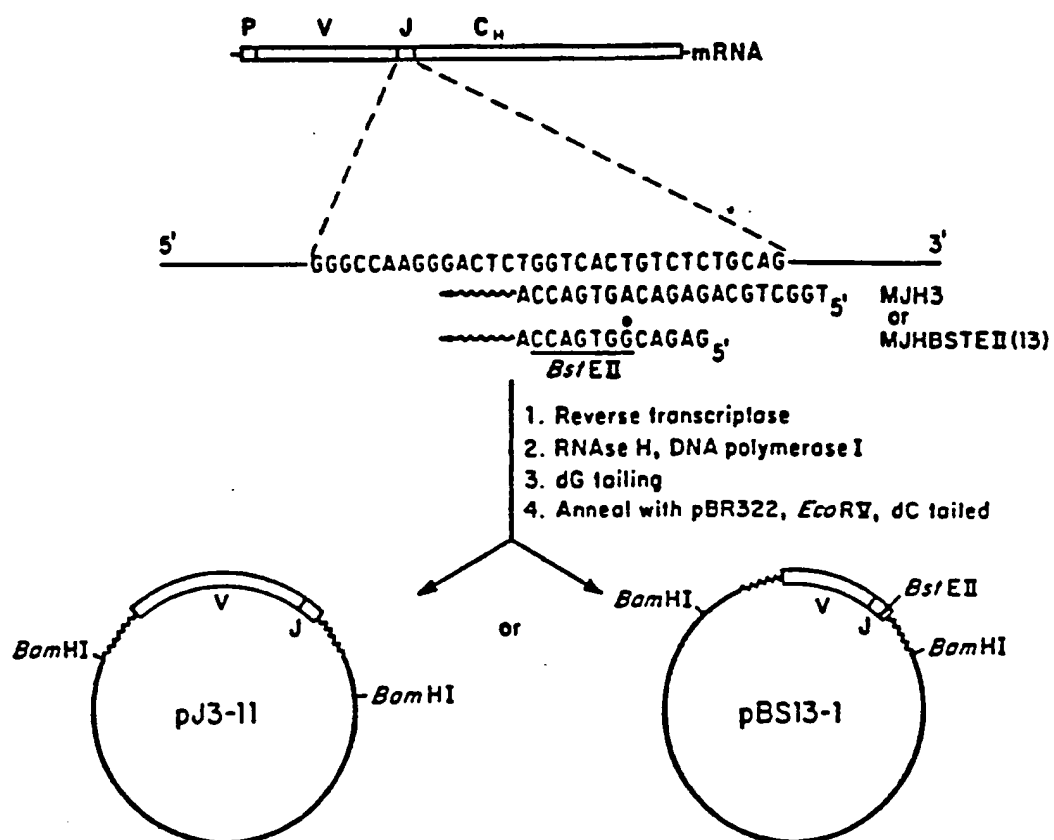 P V J CH
mRNA
5' 3'
GGGCCAAGGGACTCTGGTCACTGTCTCTGCAG
ACCAGTGACAGAGACGTCGGT5' MJH3
or
ACCAGTGGCAGAG5' MJHBSTEII(13)
BstEII
1. Reverse transcriptase
2. RNAse H, DNA polymerase I
3. dG tailing
4. Anneal with pBR322, EcoRV, dC tailed
V J BamHI BamHI
pJ3-11
or
BamHI V J BstEII BamHI
pBS13-1